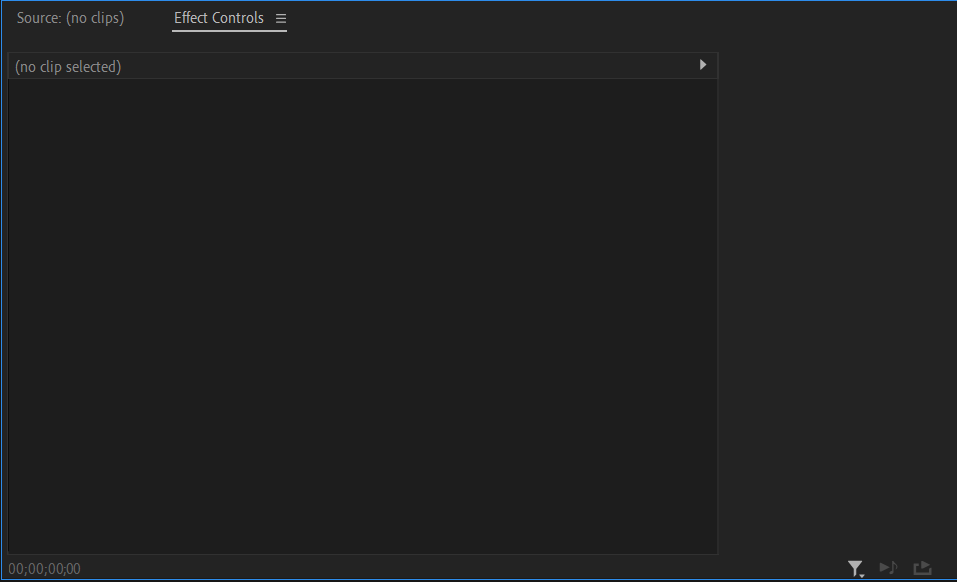 Source: (no clips)
Effect Controls
(no clip selected)
00;00;00;00